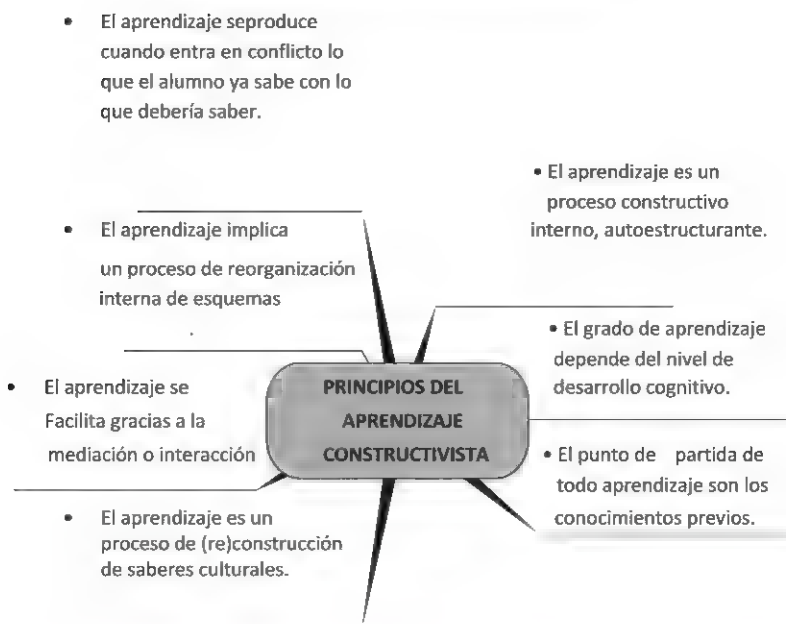 • El aprendizaje seproduce
cuando entra en conflicto lo
que el alumno ya sabe con lo
que debería saber.
• El aprendizaje es un
proceso constructivo
interno, autoestructurante.
• El aprendizaje implica
un proceso de reorganización
interna de esquemas
.
• El grado de aprendizaje
depende del nivel de
desarrollo cognitivo.
PRINCIPIOS DEL
APRENDIZAJE
CONSTRUCTIVISTA
• El aprendizaje se
Facilita gracias a la
mediación o interacción
• El punto de partida de
todo aprendizaje son los
conocimientos previos.
• El aprendizaje es un
proceso de (re)construcción
de saberes culturales.